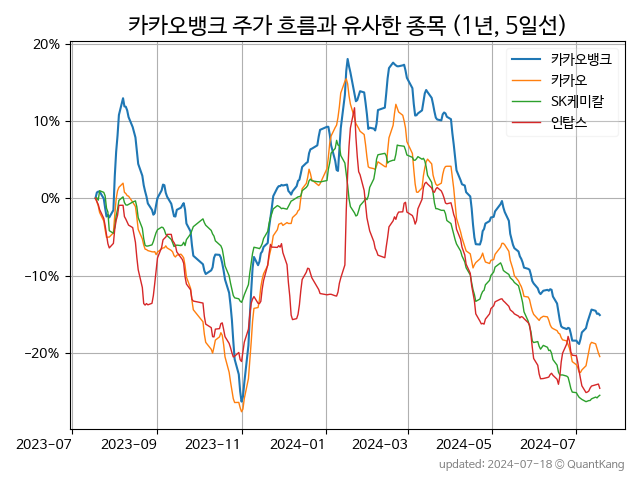 카카오뱅크 주가 흐름과 유사한 종목 (1년, 5일선)
카카오뱅크
카카오
SK케미칼
인탑스
20%
10%
0%
−10%
−20%
2023-07
2023-09
2023-11
2024-01
2024-03
2024-05
2024-07
updated: 2024-07-18 ⓒ QuantKang